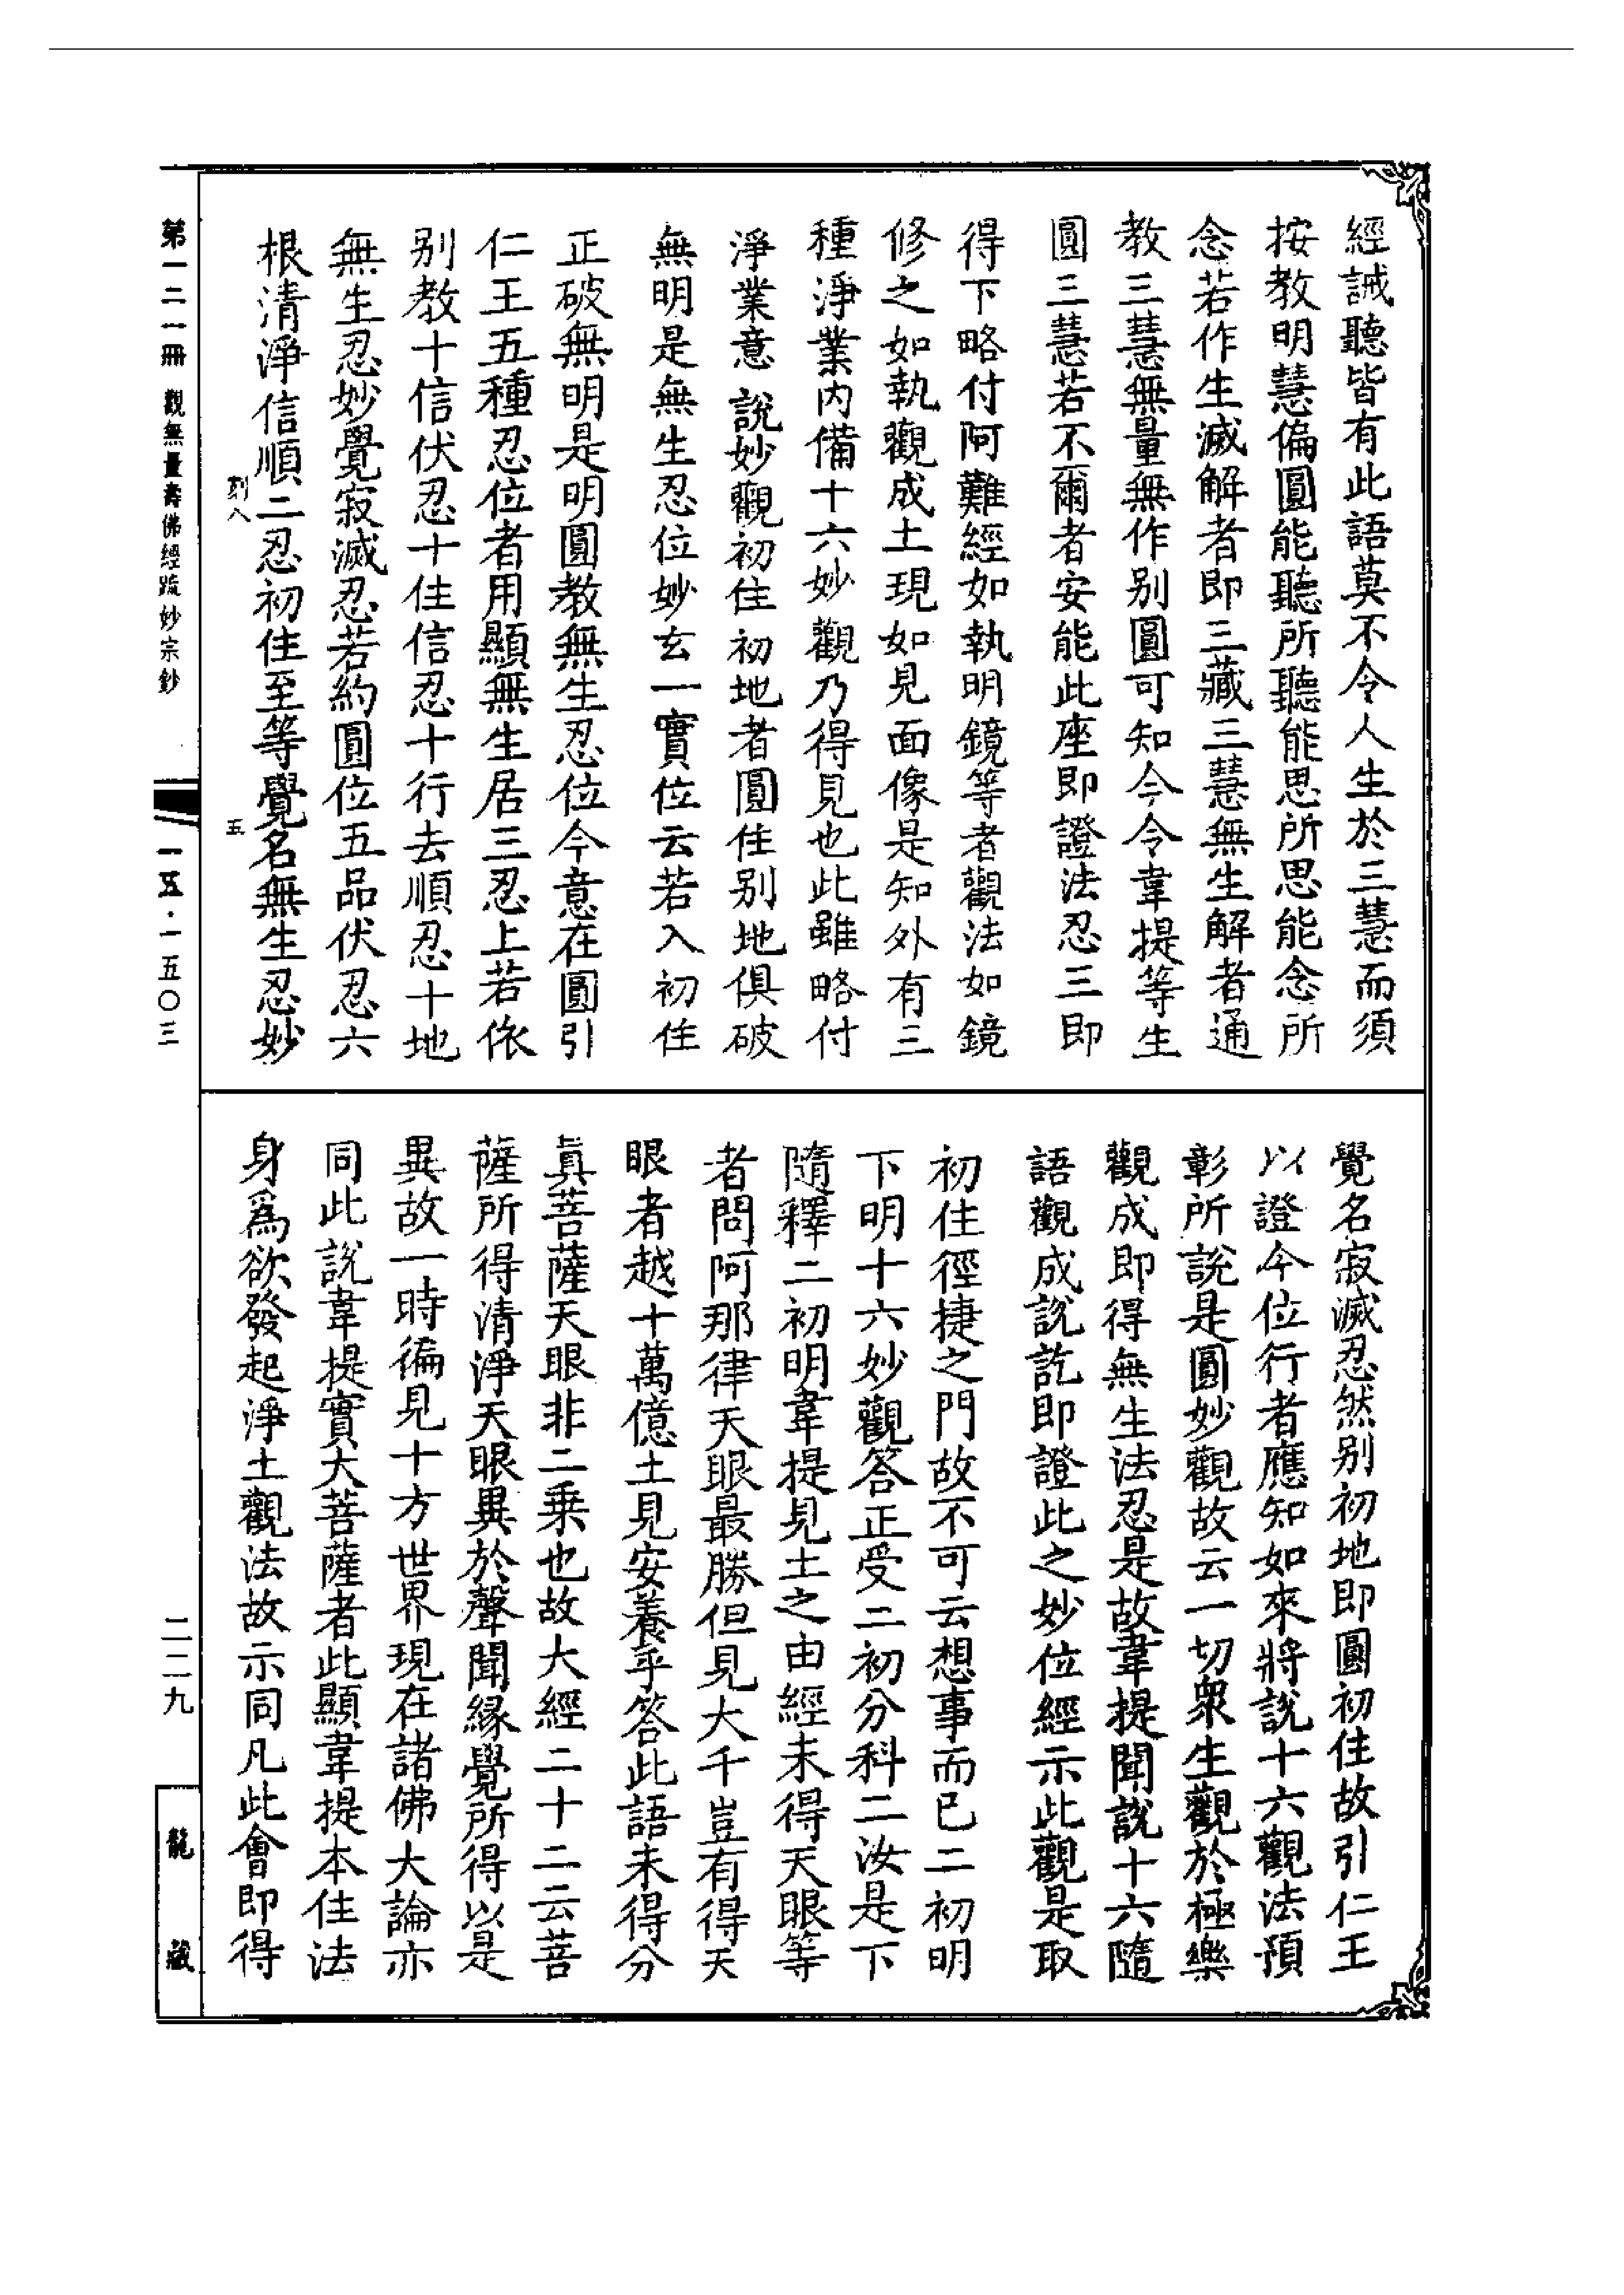 經誡聽皆有此語莫不令人生於三慧而須
按教明慧偏圓能聽所聽能思所思能念所
念若作生滅解者即三藏三慧無生解者通
教三慧無量無作别圓可知今令韋提等生
圓三慧若不爾者安能此座即證法忍三即
得下略付阿難經如執明鏡等者觀法如鏡
修之如執觀成土現如見面像是知外有三
種淨業内備十六妙觀乃得見也此雖略付
淨業意說妙觀初住初地者圓住别地俱破
無明是無生忍位妙玄一實位云若入初住
正破無明是明圓教無生忍位今意在圓引
仁王五種忍位者用顯無生居三忍上若依
别教十信伏忍十住信忍十行去順忍十地
無生忍妙覺寂滅忍若約圓位五品伏忍六
根清淨信順二忍初住至等覺名無生忍妙
覺名寂滅忍然别初地即圓初住故引仁王
以證今位行者應知如來將說十六觀法預
彰所說是圓妙觀故云一切衆生觀於極樂
觀成即得無生法忍是故韋提聞說十六隨
語觀成說訖即證此之妙位經示此觀是取
初住徑捷之門故不可云想事而已二初明
下明十六妙觀答正受二初分科二汝是下
隨釋二初明韋提見土之由經未得天眼等
者問阿那律天眼最勝但見大千豈有得天
眼者越十萬億土見安養乎答此語未得分
真菩薩天眼非二乘也故大經二十二云菩
薩所得清淨天眼異於聲聞緣覺所得以是
異故一時徧見十方世界現在諸佛大論亦
同此說韋提實大菩薩者此顯韋提本住法
身爲欲發起淨土觀法故示同凡此會即得
刻八
五
第一二一冊 觀無量壽佛經疏妙宗鈔
一五·一五〇三
二二九
龍藏